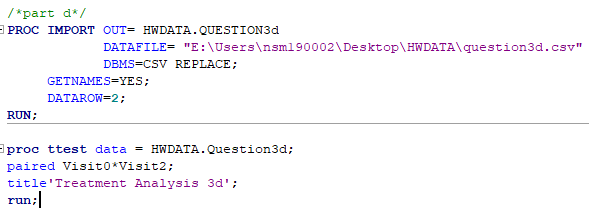 /*part d*/
PROC IMPORT OUT= HWDATA.QUESTION3d
DATAFILE= "E:\Users\nsm190002\Desktop\HWDATA\question3d.csv"
DBMS=CSV REPLACE;
GETNAMES=YES;
DATAROW=2;
RUN;
proc ttest data = HWDATA.Question3d;
paired Visit0*Visit2;
title'Treatment Analysis 3d';
run;